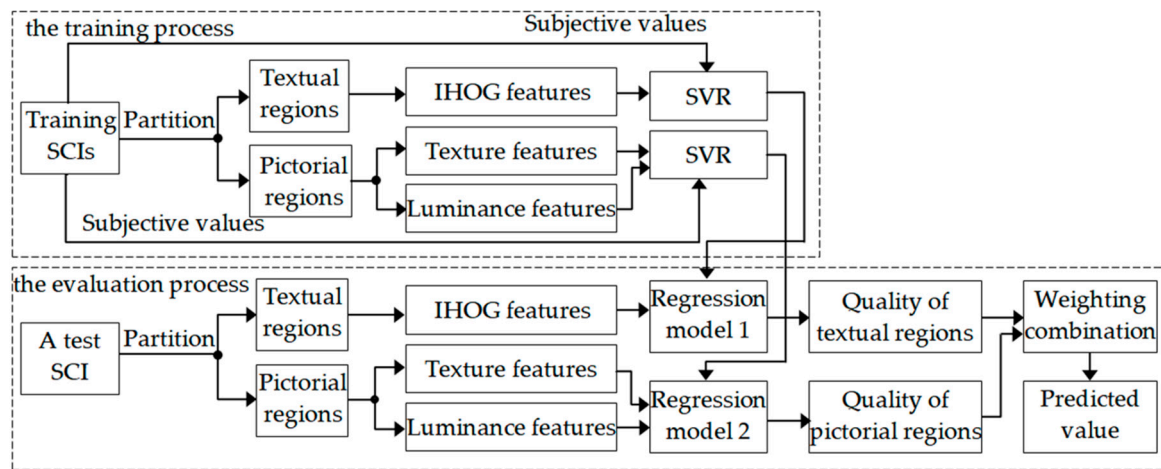 the training process
Subjective values
Training
SCIs
Partition
Textual
regions
IHOG features
SVR
Pictorial
regions
Texture features
Luminance features
SVR
Subjective values
the evaluation process
A test
SCI
Partition
Textual
regions
IHOG features
Regression
model 1
Quality of
textual regions
Weighting
combination
Pictorial
regions
Texture features
Luminance features
Regression
model 2
Quality of
pictorial regions
Predicted
value